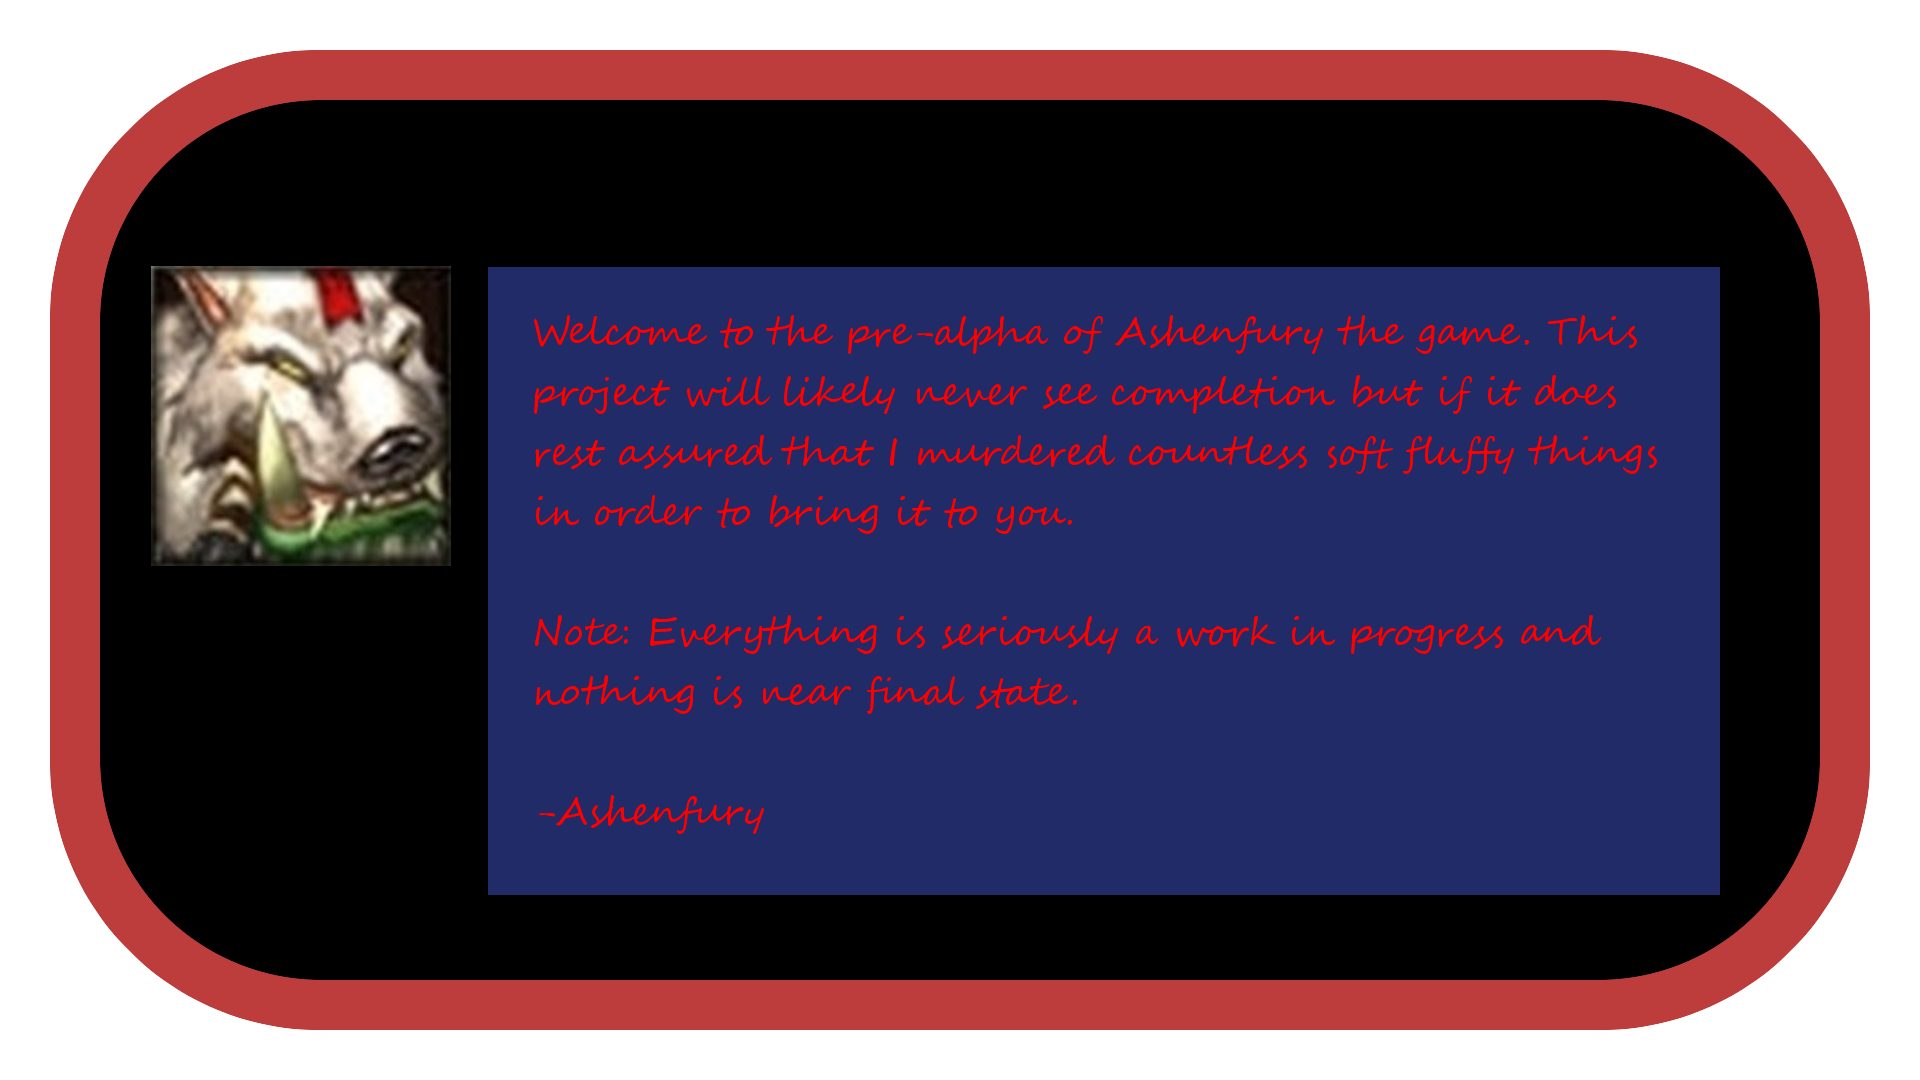 Welcome to the pre-alpha of Ashenfury the game. This
project will likely never see completion but if it does
rest assured that I murdered countless soft fluffy things
in order to bring it to you.
Note: Everything is seriously a work in progress and
nothing is near final state.
-Ashenfury